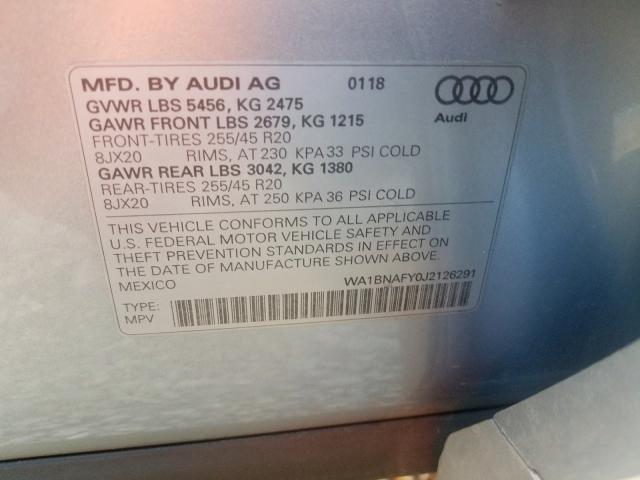 MFD. BY AUDI AG 0118
GVWR LBS 5456, KG 2475
GAWR FRONT LBS 2679, KG 1215
FRONT-TIRES 255/45 R20
8JX20 RIMS, AT 230 KPA 33 PSI COLD
GAWR REAR LBS 3042, KG 1380
REAR-TIRES 255/45 R20
8JX20 RIMS, AT 250 KPA 36 PSI COLD
Audi
THIS VEHICLE CONFORMS TO ALL APPLICABLE
U.S. FEDERAL MOTOR VEHICLE SAFETY AND
THEFT PREVENTION STANDARDS IN EFFECT ON
THE DATE OF MANUFACTURE SHOWN ABOVE.
MEXICO WA1BNAFY0J2126291
TYPE:
MPV